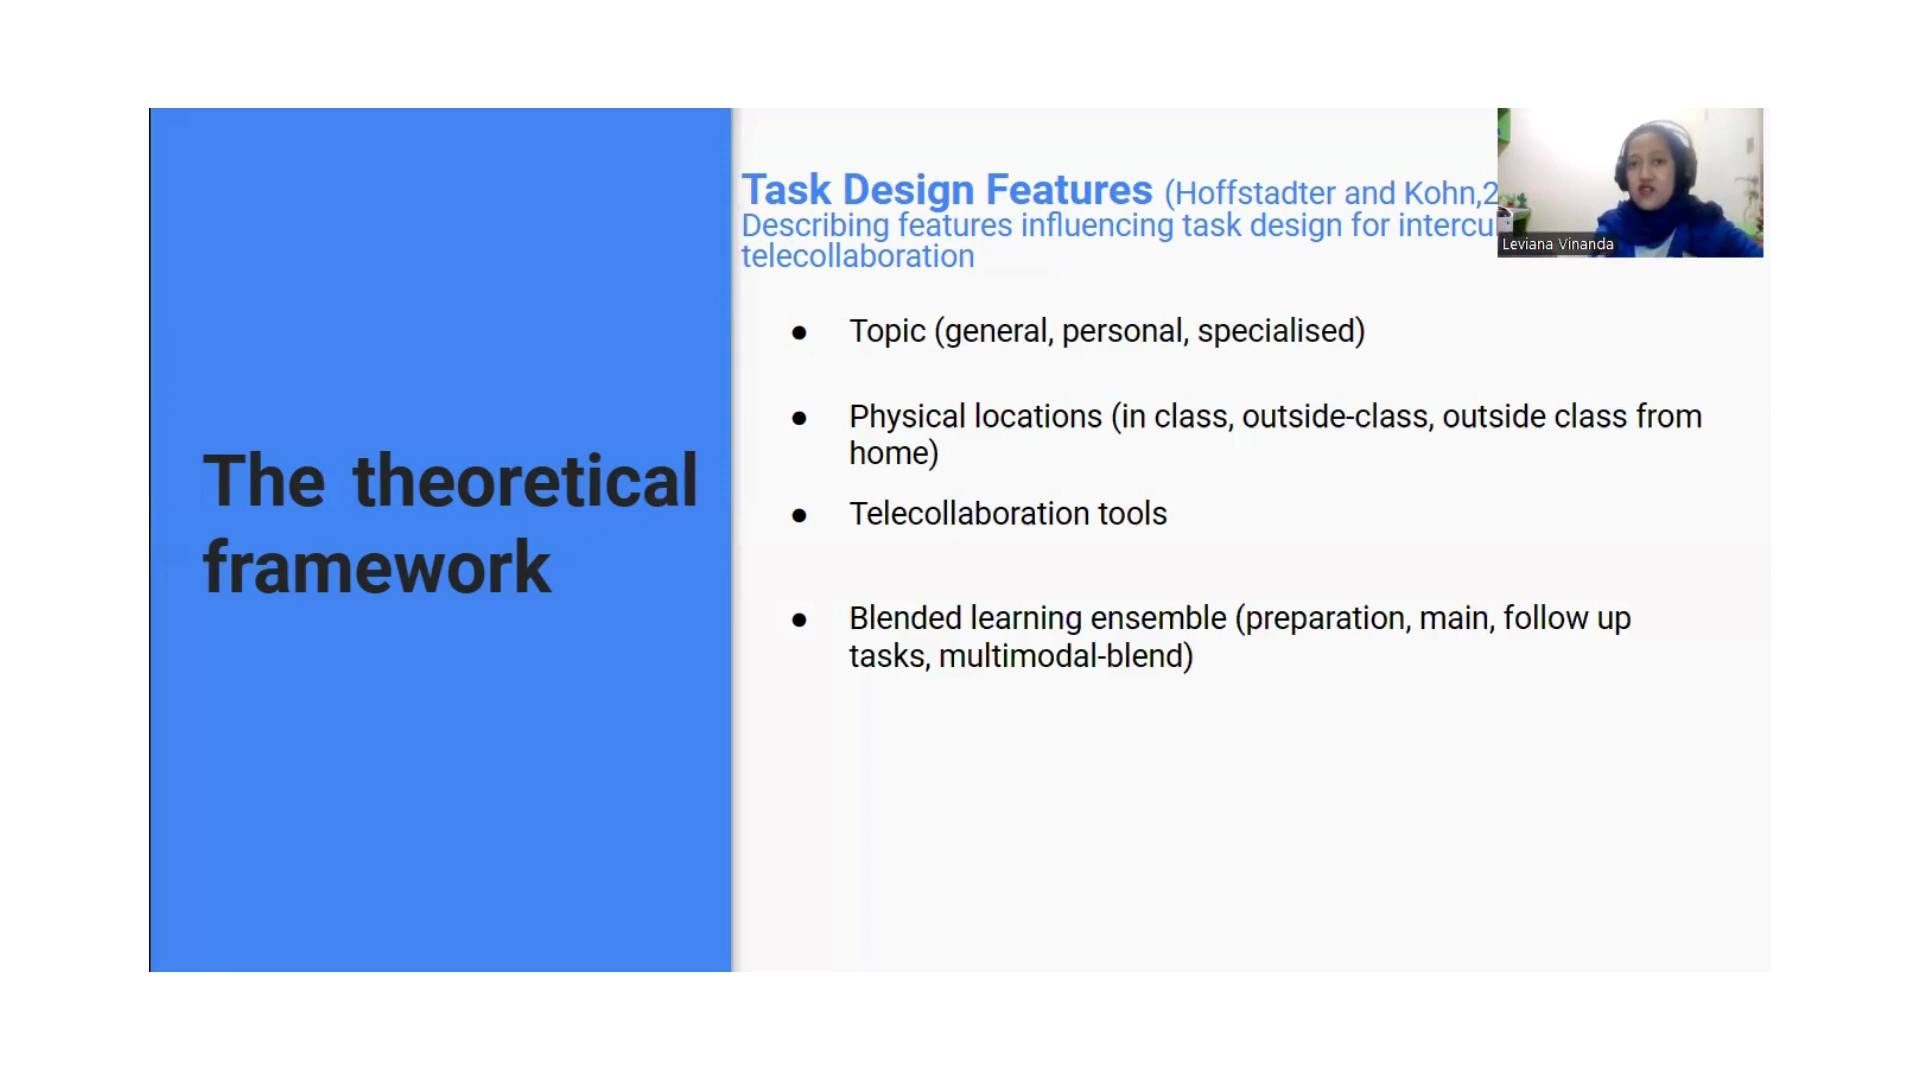 The theoretical
framework
Task Design Features (Hoffstadter and Kohn,2
Describing features influencing task design for intercu
telecollaboration
● Topic (general, personal, specialised)
● Physical locations (in class, outside-class, outside class from
home)
● Telecollaboration tools
● Blended learning ensemble (preparation, main, follow up
tasks, multimodal-blend)
Leviana Vinanda